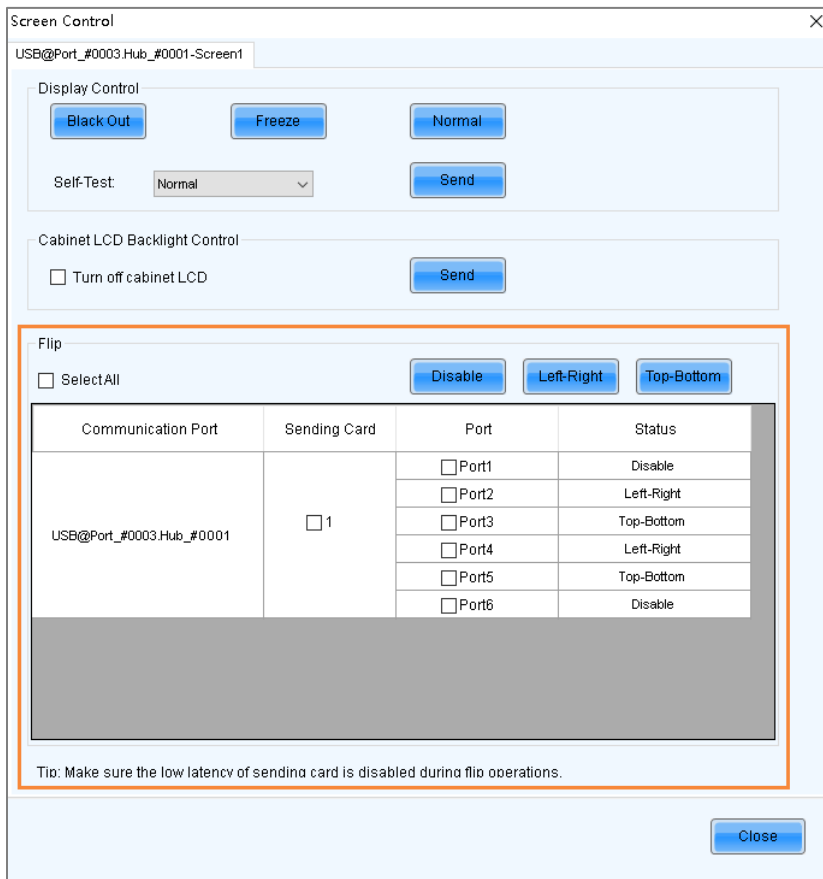 Screen Control
USB@Port_#0003.Hub_#0001-Screen1
Display Control
Black Out Freeze Normal
Self-Test: Normal Send
Cabinet LCD Backlight Control
Turn off cabinet LCD Send
Flip
Select All Disable Left-Right Top-Bottom
Communication Port Sending Card Port Status
Port1 Disable
Port2 Left-Right
USB@Port_#0003.Hub_#0001 1 Port3 Top-Bottom
Port4 Left-Right
Port5 Top-Bottom
Port6 Disable
Tip: Make sure the low latency of sending card is disabled during flip operations.
Close